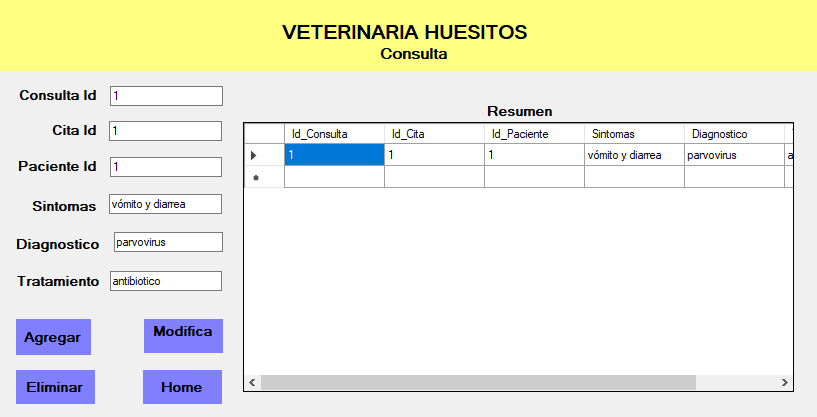 VETERINARIA HUESITOS
Consulta
Consulta Id 1
Cita Id 1
Paciente Id 1
Sintomas vómito y diarrea
Diagnostico parvovirus
Tratamiento antibiotico
Agregar Modifica
Eliminar Home
Resumen
Id_Consulta Id_Cita Id_Paciente Sintomas Diagnostico
1 1 1 vómito y diarrea parvovirus